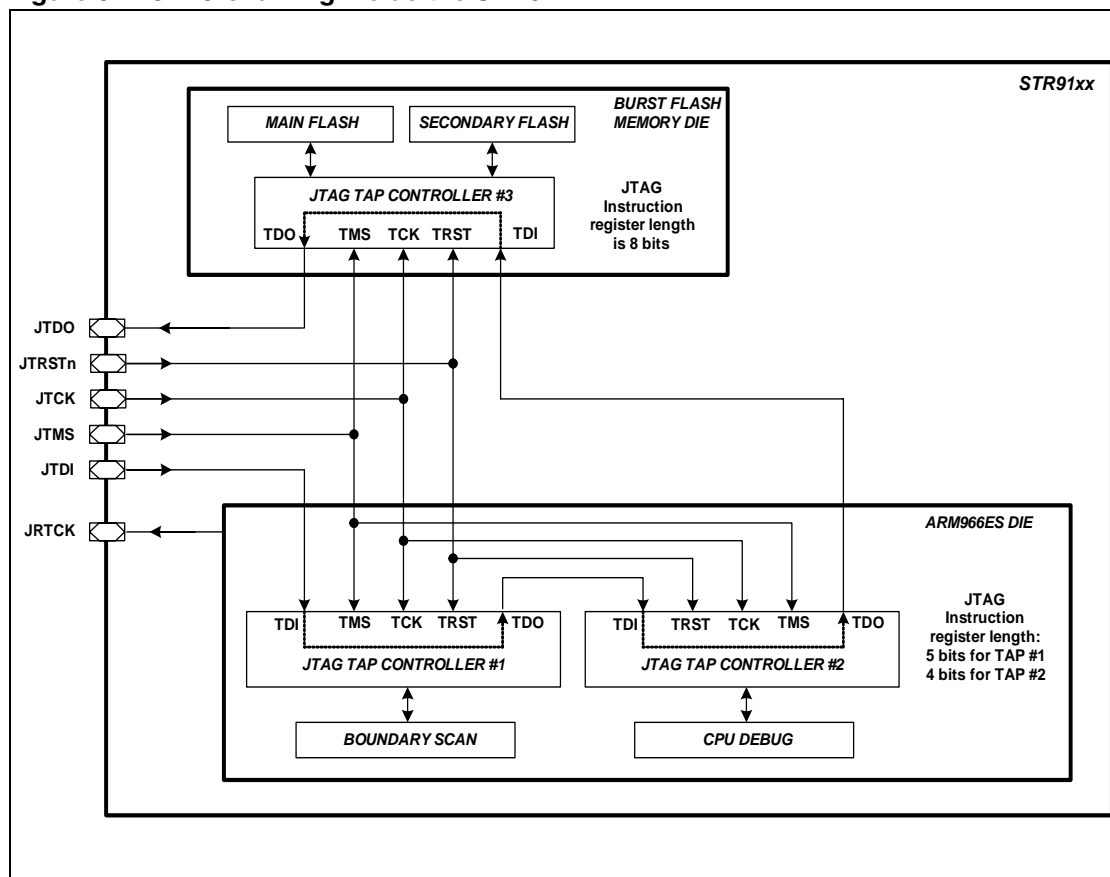 STR91xx
BURST FLASH
MEMORY DIE
MAIN FLASH
SECONDARY FLASH
JTAG TAP CONTROLLER #3
TDO TMS TCK TRST TDI
JTAG
Instruction
register length
is 8 bits
JTDO
JTRSTn
JTCK
JTMS
JTDI
JRTCK
ARM966ES DIE
TDI TMS TCK TRST TDO
JTAG TAP CONTROLLER #1
BOUNDARY SCAN
TDI TRST TCK TMS TDO
JTAG TAP CONTROLLER #2
CPU DEBUG
JTAG
Instruction
register length:
5 bits for TAP #1
4 bits for TAP #2